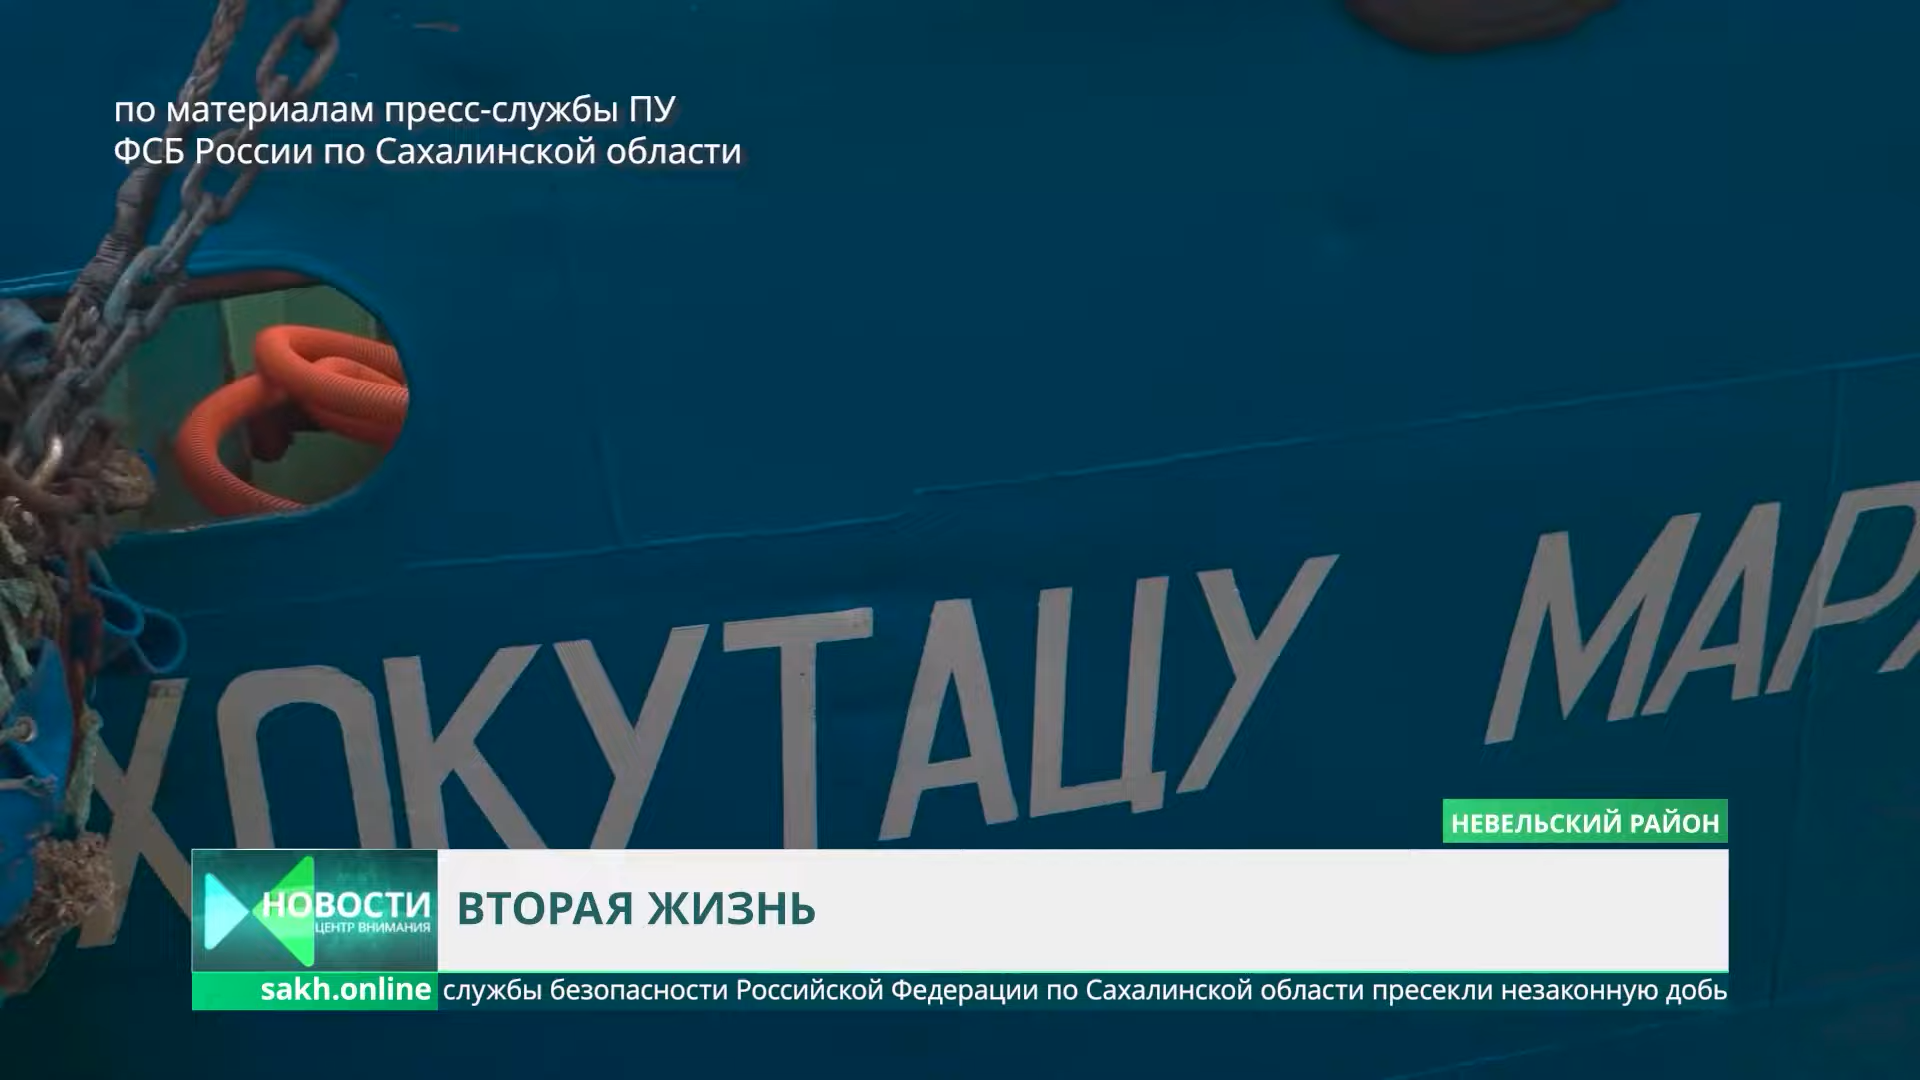 по материалам пресс-службы ПУ
ФСБ России по Сахалинской области
ХОКУТАЦУ МАР
НЕВЕЛЬСКИЙ РАЙОН
НОВОСТИ
ЦЕНТР ВНИМАНИЯ
ВТОРАЯ ЖИЗНЬ
sakh.online
службы безопасности Российской Федерации по Сахалинской области пресекли незаконную добы